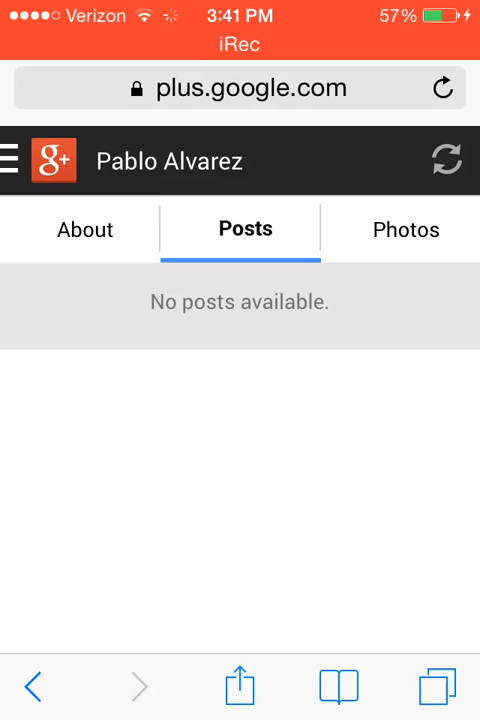 Verizon 3:41 PM 57%
iRec
plus.google.com
g+ Pablo Alvarez
About Posts Photos
No posts available.